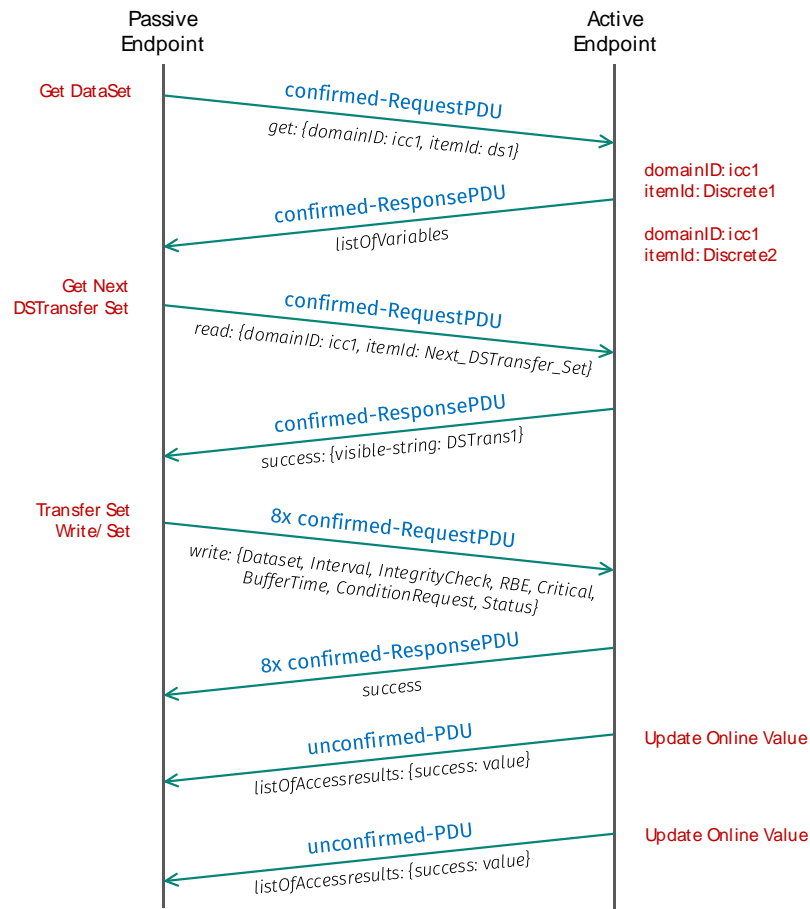 Passive
Endpoint
Active
Endpoint
Get DataSet
confirmed-RequestPDU
get: {domainID: icc1, itemId: ds1}
domainID: icc1
itemId: Discrete1
confirmed-ResponsePDU
listOfVariables
domainID: icc1
itemId: Discrete2
Get Next
DSTransfer Set
confirmed-RequestPDU
read: {domainID: icc1, itemId: Next_DSTransfer_Set}
confirmed-ResponsePDU
success: {visible-string: DSTrans1}
Transfer Set
Write/ Set
8x confirmed-RequestPDU
write: {Dataset, Interval, IntegrityCheck, RBE, Critical,
BufferTime, ConditionRequest, Status}
8x confirmed-ResponsePDU
success
unconfirmed-PDU
listOfAccessresults: {success: value}
Update Online Value
unconfirmed-PDU
listOfAccessresults: {success: value}
Update Online Value